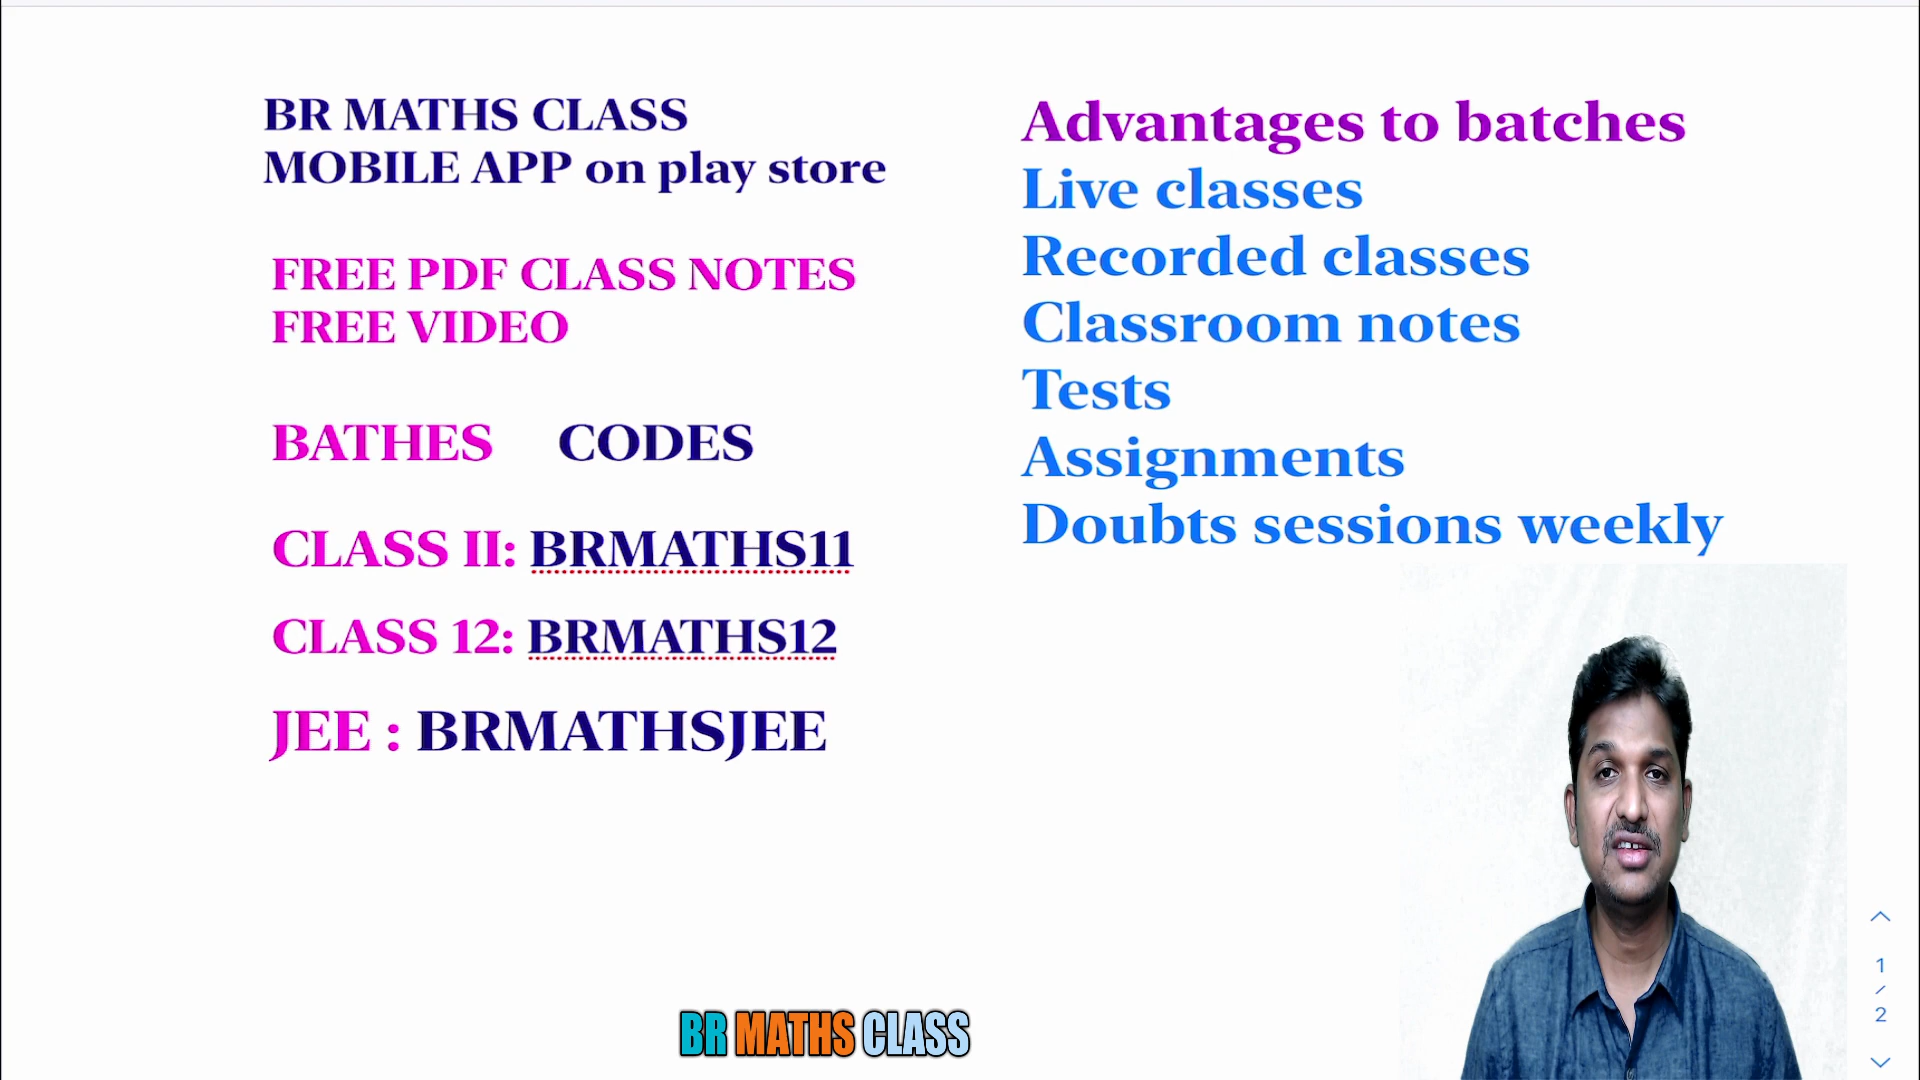 BR MATHS CLASS
MOBILE APP on play store
FREE PDF CLASS NOTES
FREE VIDEO
BATHES CODES
CLASS II: BRMATHS11
CLASS 12: BRMATHS12
JEE : BRMATHSJEE
Advantages to batches
Live classes
Recorded classes
Classroom notes
Tests
Assignments
Doubts sessions weekly
1
/
2
BR MATHS CLASS